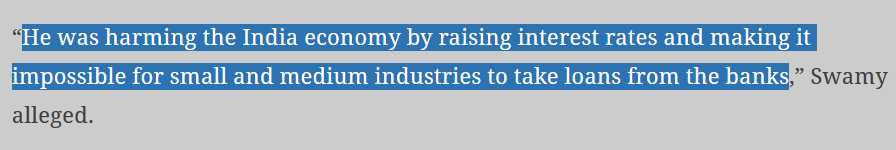 “He was harming the India economy by raising interest rates and making it
impossible for small and medium industries to take loans from the banks,” Swamy
alleged.